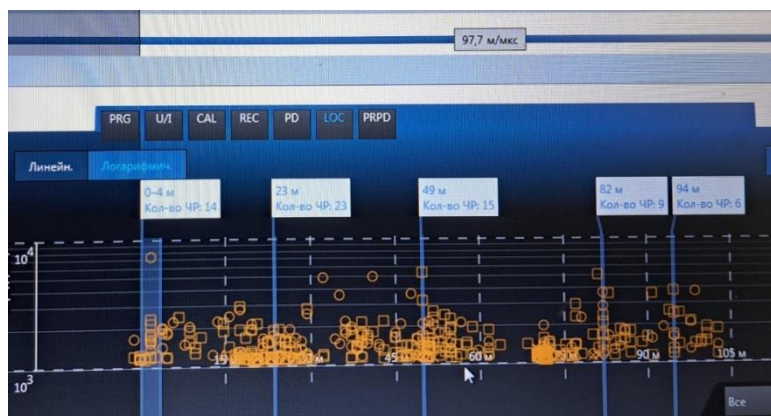 97,7 м/мкс
PRG U/I CAL REC PD LOC PRPD
Линейн. Логарифмич.
0–4 м
Кол-во ЧР: 14
23 м
Кол-во ЧР: 23
49 м
Кол-во ЧР: 15
82 м
Кол-во ЧР: 9
94 м
Кол-во ЧР: 6
10⁴
45 60 м 90 м 105 м
10³
Все